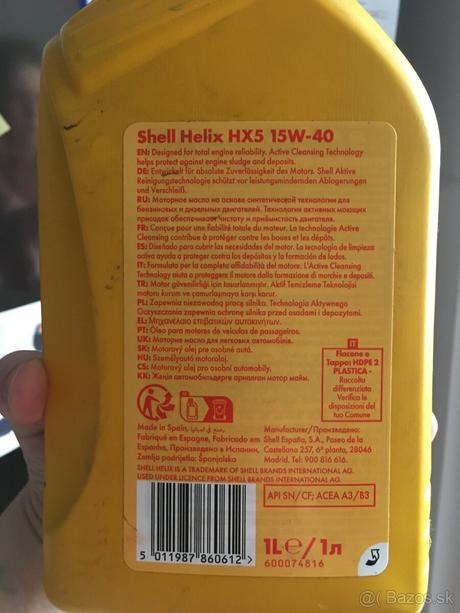 Shell Helix HX5 15W-40
EN: Designed for total engine reliability. Active Cleansing Technology
helps protect against engine sludge and deposits.
DE: Entwickelt für absolute Zuverlässigkeit des Motors. Shell Aktive
Reinigungstechnologie schützt vor leistungsmindernden Ablagerungen
und Verschleiß.
RU: Моторное масло на основе синтетической технологии для
бензиновых и дизельных двигателей. Технология активных моющих
присадок обеспечивает чистоту и приёмистость двигателя.
FR: Conçue pour une fiabilité totale du moteur. La technologie Active
Cleansing contribue à protéger contre les boues et les dépôts.
ES: Diseñado para cubrir las necesidades del motor. La tecnología de limpieza
activa ayuda a proteger contra los depósitos y la formación de lodos.
IT: Formulato per la completa affidabilità del motore. L'Active Cleansing
Technology aiuta a proteggere il motore dalla formazione di morchie e depositi.
TR: Motor güvenilirliği için tasarlanmıştır. Aktif Temizleme Teknolojisi
motoru kurum ve çamurlaşmaya karşı korur.
PL: Zapewnia niezawodną pracę silnika. Technologia Aktywnego
Oczyszczania zapewnia ochronę silnika przed osadami i depozytami.
EL: Μηχανέλαιο επιβατικών αυτοκινήτων.
PT: Óleo para motores de veículos de passageiros.
UK: Моторне масло для легкових автомобілів.
SK: Motorový olej pre osobné autá.
HU: Személyautó motorolaj.
CS: Motorový olej pro osobní automobily.
KK: Жеңіл автомобильдерге арналған мотор майы.
IT
Flacone e
Tappo: HDPE 2
PLASTICA -
Raccolta
differenziata
Verifica le
disposizioni del
tuo Comune
Made in Spain, صنع في إسبانيا
Fabriqué en Espagne, Fabricado en
España, Произведено в Испании,
Zemlja podrijetla: Španjolska
Manufacturer/Произведено:
Shell España, S.A., Paseo de la
Castellana 257, 6ª planta, 28046
Madrid. Tel: 900 816 616.
SHELL HELIX IS A TRADEMARK OF SHELL BRANDS INTERNATIONAL AG.
USED UNDER LICENCE FROM SHELL BRANDS INTERNATIONAL AG.
API SN/CF; ACEA A3/B3
5 011987 860612 >
1L e /1л
600074816
@( Bazos.sk